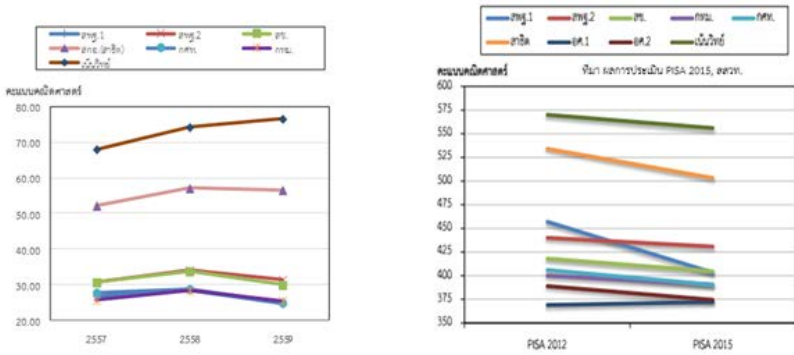 สพฐ.1 สพฐ.2 สช.
สกอ.(สาธิต) กศท. กทม.
เน้นวิทย์
คะแนนคณิตศาสตร์
80.00
70.00
60.00
50.00
40.00
30.00
20.00
2557 2558 2559
สพฐ.1 สพฐ.2 สช. กทม. กศท.
สาธิต อศ.1 อศ.2 เน้นวิทย์
คะแนนคณิตศาสตร์ ที่มา ผลการประเมิน PISA 2015, สสวท.
600
575
550
525
500
475
450
425
400
375
350
PISA 2012 PISA 2015